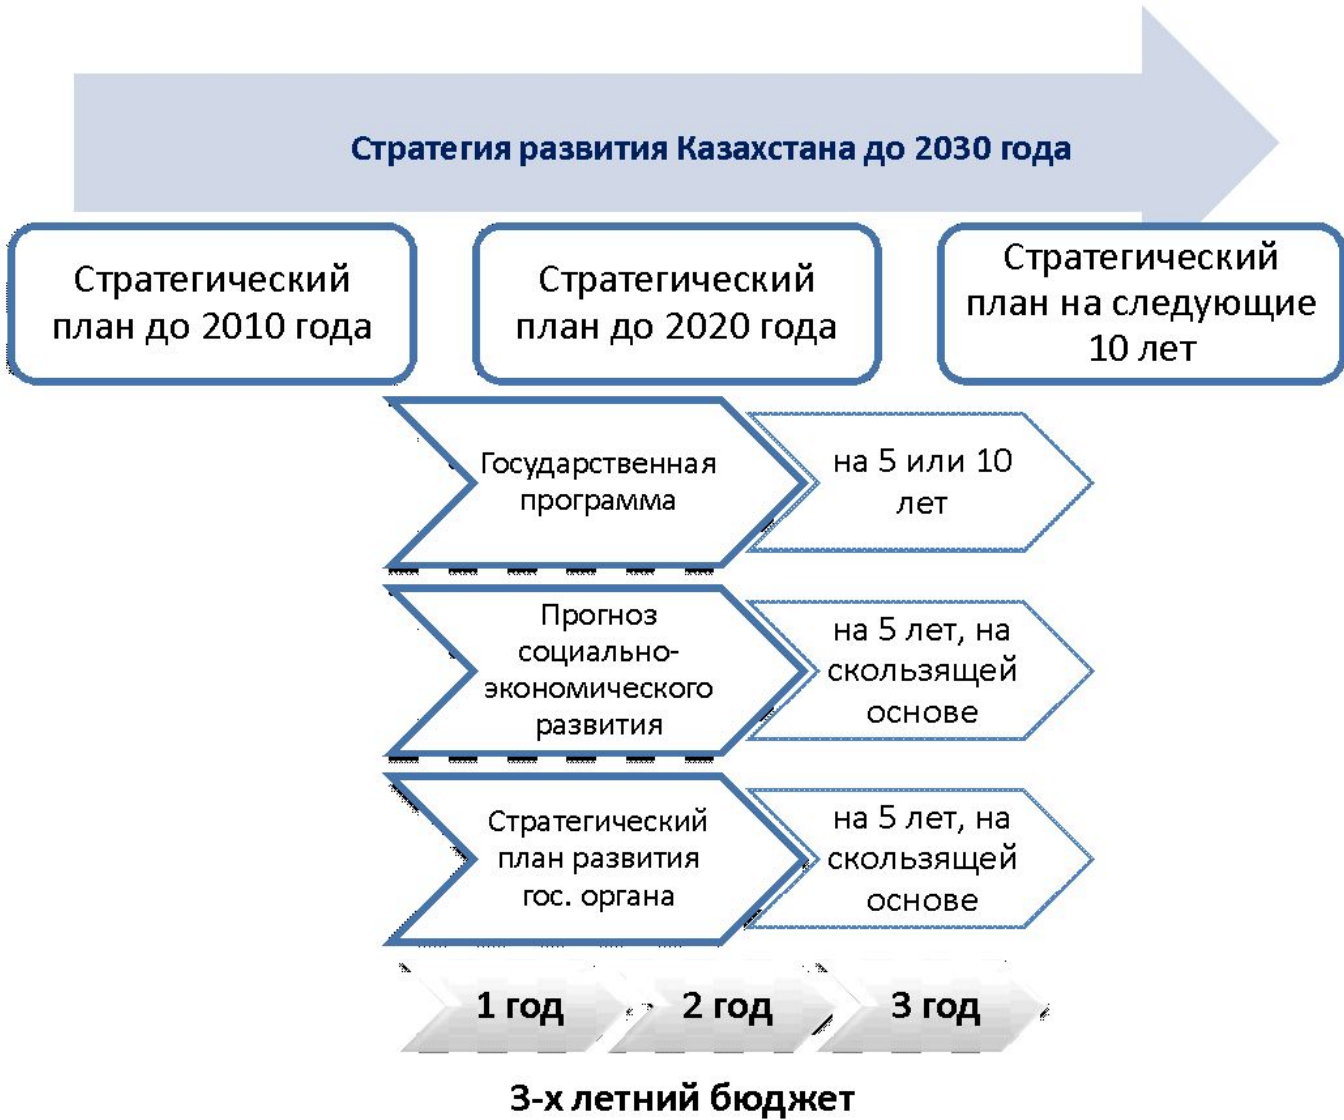 Стратегия развития Казахстана до 2030 года
Стратегический
план до 2010 года
Стратегический
план до 2020 года
Стратегический
план на следующие
10 лет
Государственная
программа
на 5 или 10
лет
Прогноз
социально-
экономического
развития
на 5 лет, на
скользящей
основе
Стратегический
план развития
гос. органа
на 5 лет, на
скользящей
основе
1 год
2 год
3 год
3-х летний бюджет